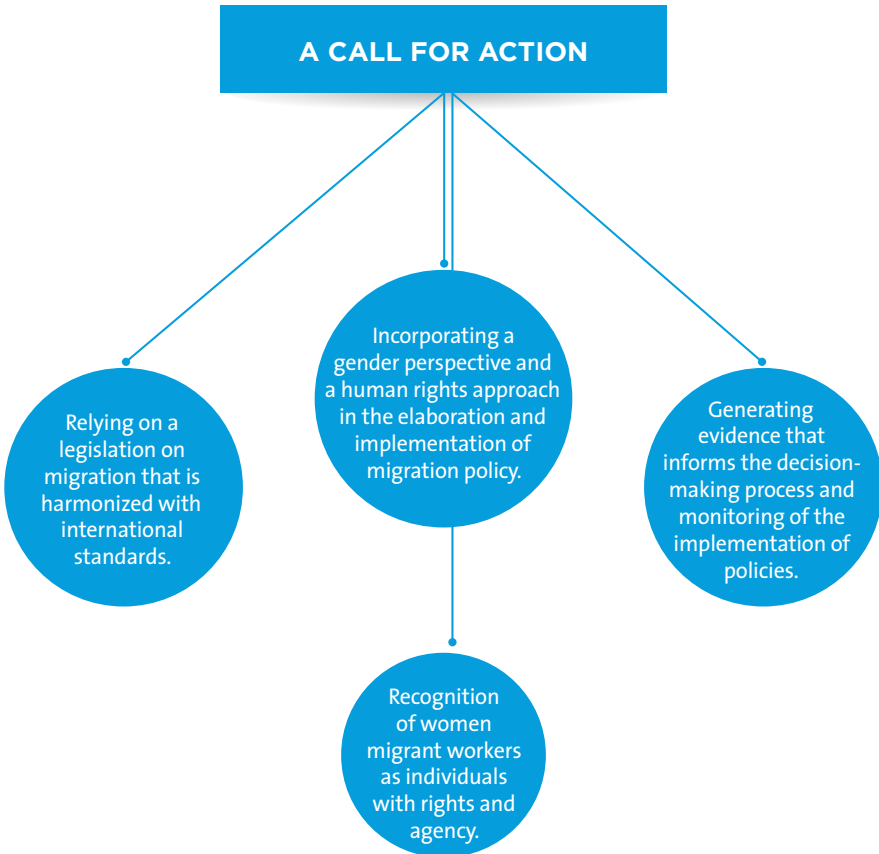 A CALL FOR ACTION
Relying on a
legislation on
migration that is
harmonized with
international
standards.
Incorporating a
gender perspective and
a human rights approach
in the elaboration and
implementation of
migration policy.
Generating
evidence that
informs the decision-
making process and
monitoring of the
implementation of
policies.
Recognition
of women
migrant workers
as individuals
with rights and
agency.